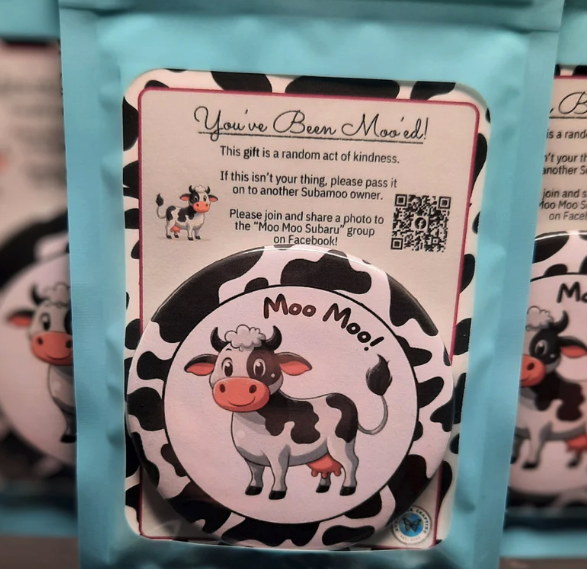 You've Been Moo'ed!
This gift is a random act of kindness.
If this isn't your thing, please pass it
on to another Subamoo owner.
Please join and share a photo to
the "Moo Moo Subaru" group
on Facebook!
Moo Moo!